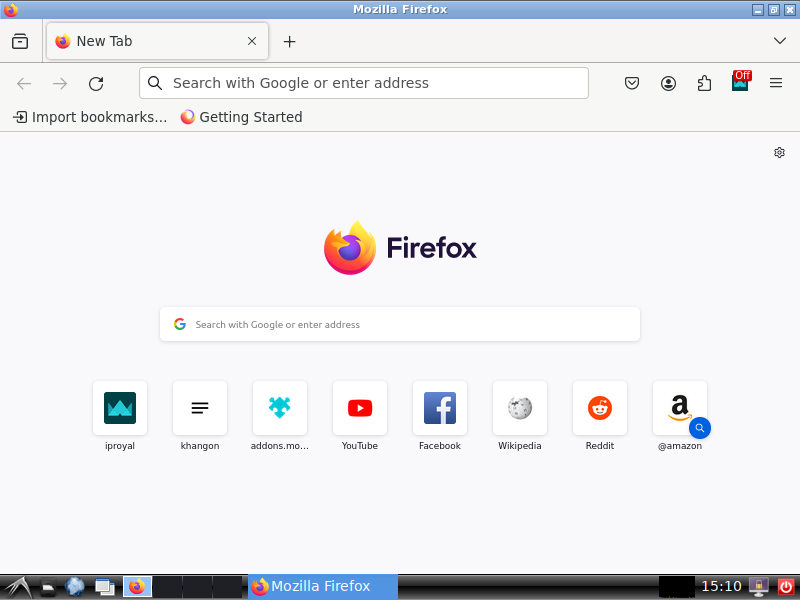 Mozilla Firefox
New Tab
Search with Google or enter address
Off
Import bookmarks...
Getting Started
Firefox
Search with Google or enter address
iproyal
khangon
addons.mo...
YouTube
Facebook
Wikipedia
Reddit
@amazon
Mozilla Firefox
15:10